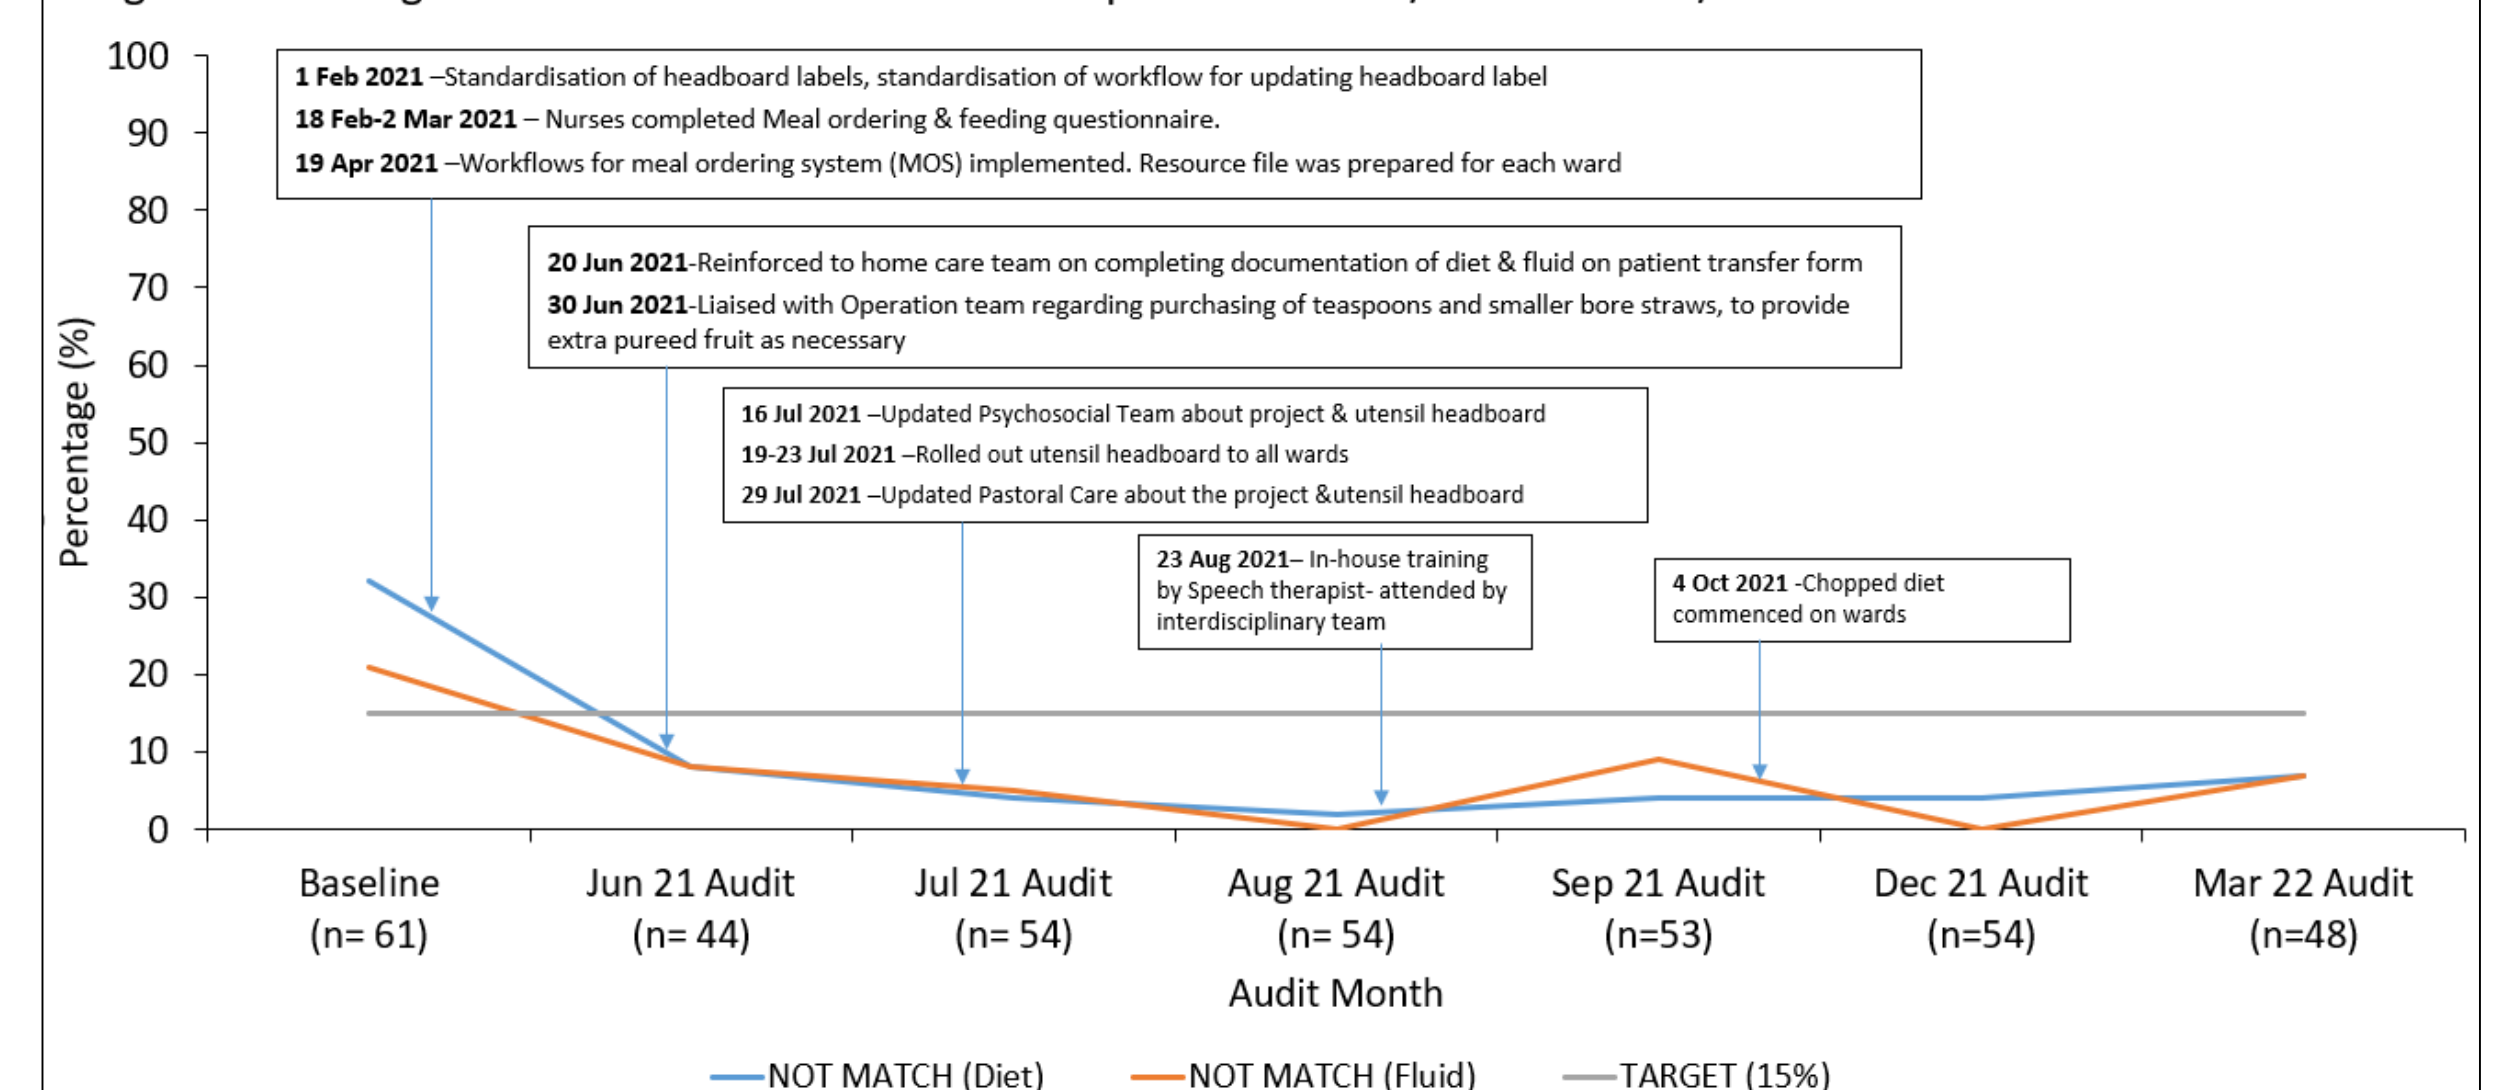 100
90
80
70
60
50
40
30
20
10
0
Percentage (%)
1 Feb 2021 –Standardisation of headboard labels, standardisation of workflow for updating headboard label
18 Feb-2 Mar 2021 – Nurses completed Meal ordering & feeding questionnaire.
19 Apr 2021 –Workflows for meal ordering system (MOS) implemented. Resource file was prepared for each ward
20 Jun 2021-Reinforced to home care team on completing documentation of diet & fluid on patient transfer form
30 Jun 2021-Liaised with Operation team regarding purchasing of teaspoons and smaller bore straws, to provide
extra pureed fruit as necessary
16 Jul 2021 –Updated Psychosocial Team about project & utensil headboard
19-23 Jul 2021 –Rolled out utensil headboard to all wards
29 Jul 2021 –Updated Pastoral Care about the project &utensil headboard
23 Aug 2021– In-house training
by Speech therapist- attended by
interdisciplinary team
4 Oct 2021 -Chopped diet
commenced on wards
Baseline
(n= 61)
Jun 21 Audit
(n= 44)
Jul 21 Audit
(n= 54)
Aug 21 Audit
(n= 54)
Sep 21 Audit
(n=53)
Dec 21 Audit
(n=54)
Mar 22 Audit
(n=48)
Audit Month
NOT MATCH (Diet)
NOT MATCH (Fluid)
TARGET (15%)